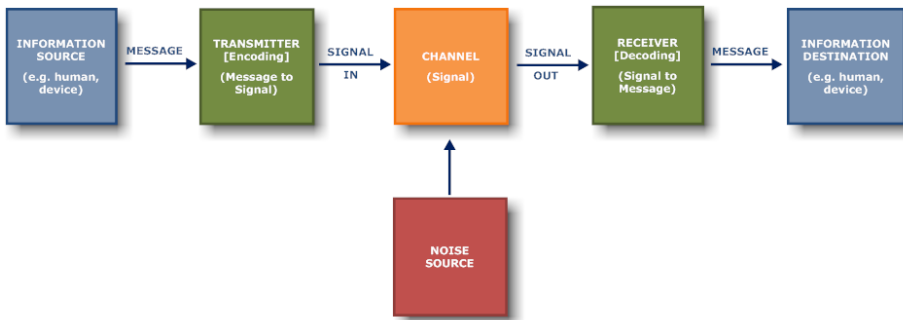 INFORMATION
SOURCE
(e.g. human,
device)
MESSAGE
TRANSMITTER
[Encoding]
(Message to
Signal)
SIGNAL
IN
CHANNEL
(Signal)
SIGNAL
OUT
RECEIVER
[Decoding]
(Signal to
Message)
MESSAGE
INFORMATION
DESTINATION
(e.g. human,
device)
NOISE
SOURCE